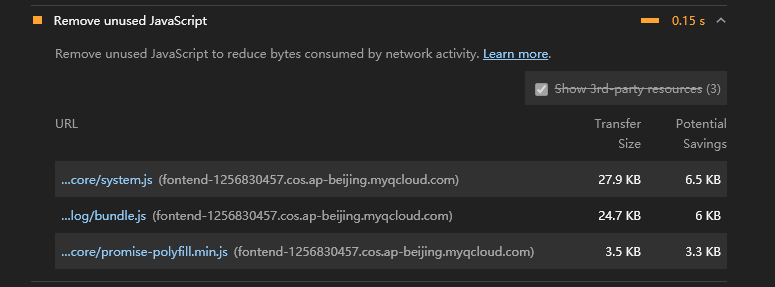 Remove unused JavaScript 0.15 s
Remove unused JavaScript to reduce bytes consumed by network activity. Learn more.
Show 3rd-party resources (3)
URL Transfer Size Potential Savings
...core/system.js (fontend-1256830457.cos.ap-beijing.myqcloud.com) 27.9 KB 6.5 KB
...log/bundle.js (fontend-1256830457.cos.ap-beijing.myqcloud.com) 24.7 KB 6 KB
...core/promise-polyfill.min.js (fontend-1256830457.cos.ap-beijing.myqcloud.com) 3.5 KB 3.3 KB